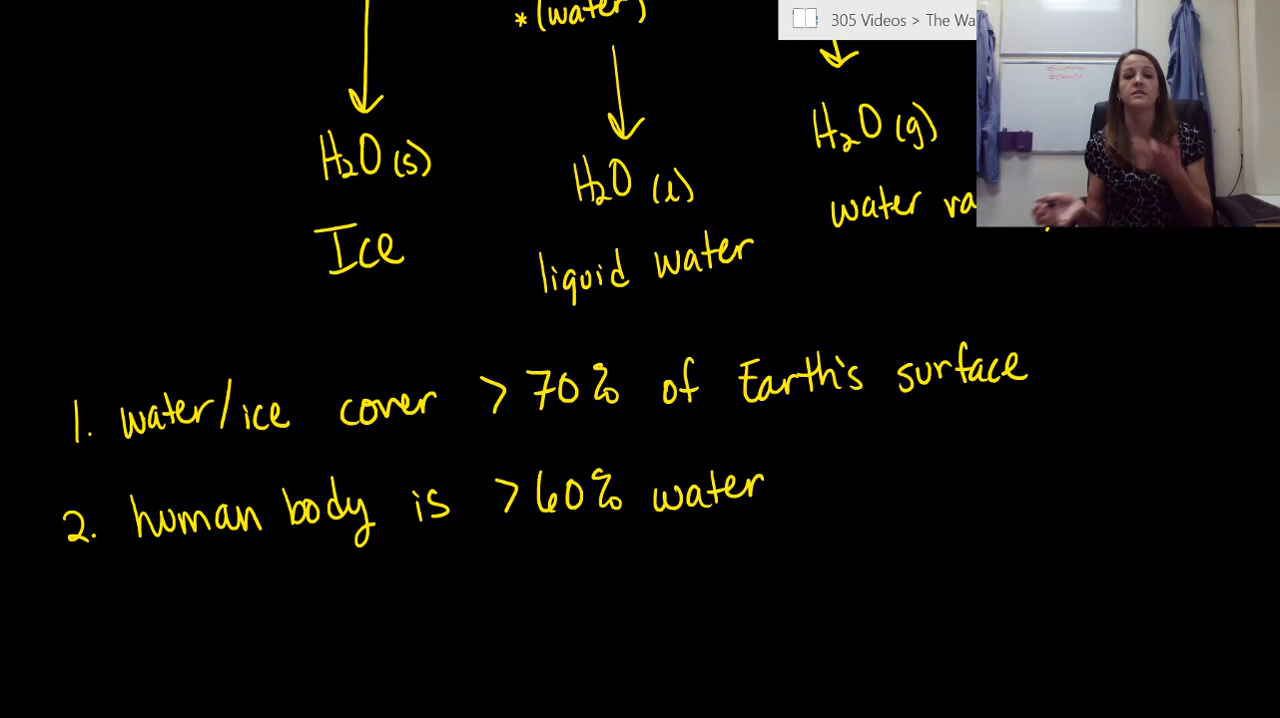 *(water)
305 Videos > The Wa
H₂O (s)
H₂O (l)
H₂O (g)
Ice
liquid water
water va
1. water/ice cover > 70% of Earth's surface
2. human body is > 60% water